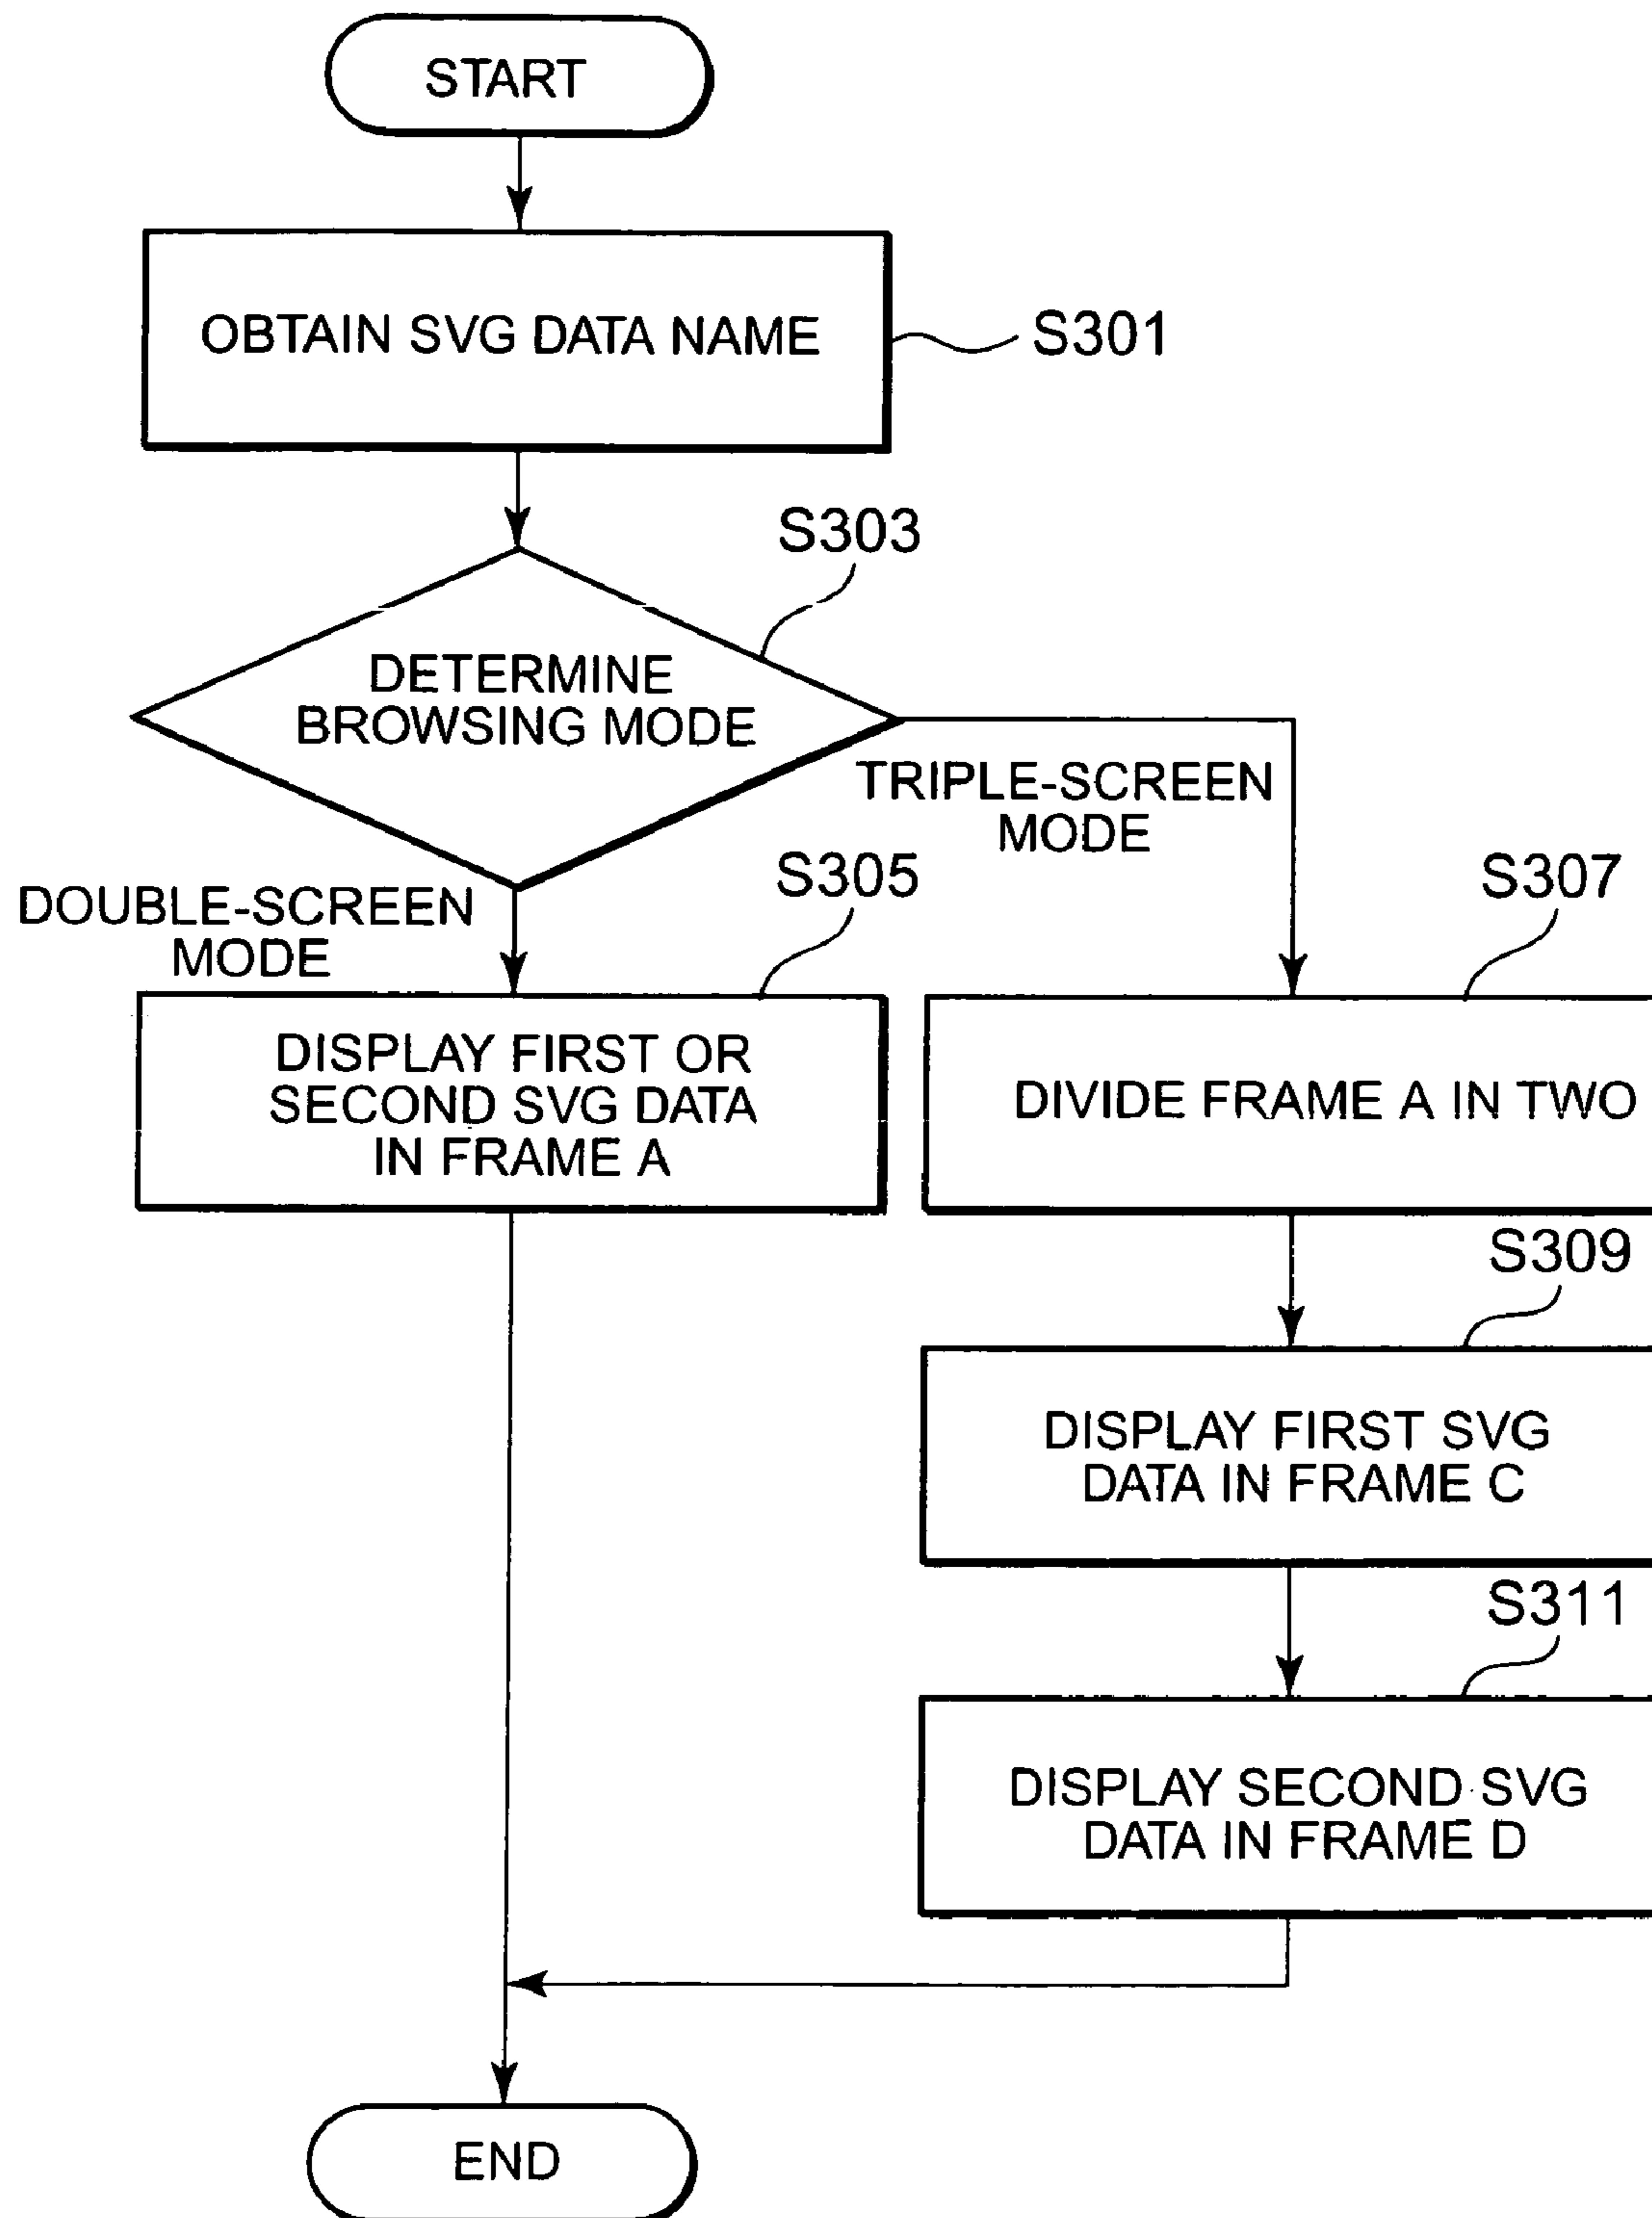 START
OBTAIN SVG DATA NAME
S301
S303
DETERMINE
BROWSING MODE
TRIPLE-SCREEN
MODE
DOUBLE-SCREEN
MODE
S305
S307
DISPLAY FIRST OR
SECOND SVG DATA
IN FRAME A
DIVIDE FRAME A IN TWO
S309
DISPLAY FIRST SVG
DATA IN FRAME C
S311
DISPLAY SECOND SVG
DATA IN FRAME D
END